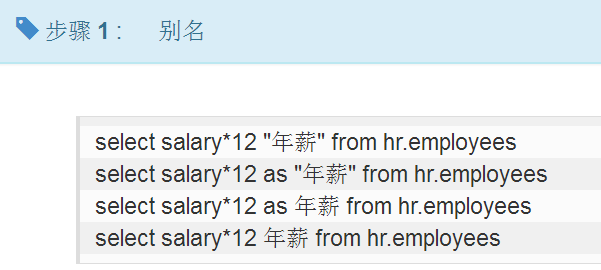 步骤 1 : 别名
select salary*12 "年薪" from hr.employees
select salary*12 as "年薪" from hr.employees
select salary*12 as 年薪 from hr.employees
select salary*12 年薪 from hr.employees